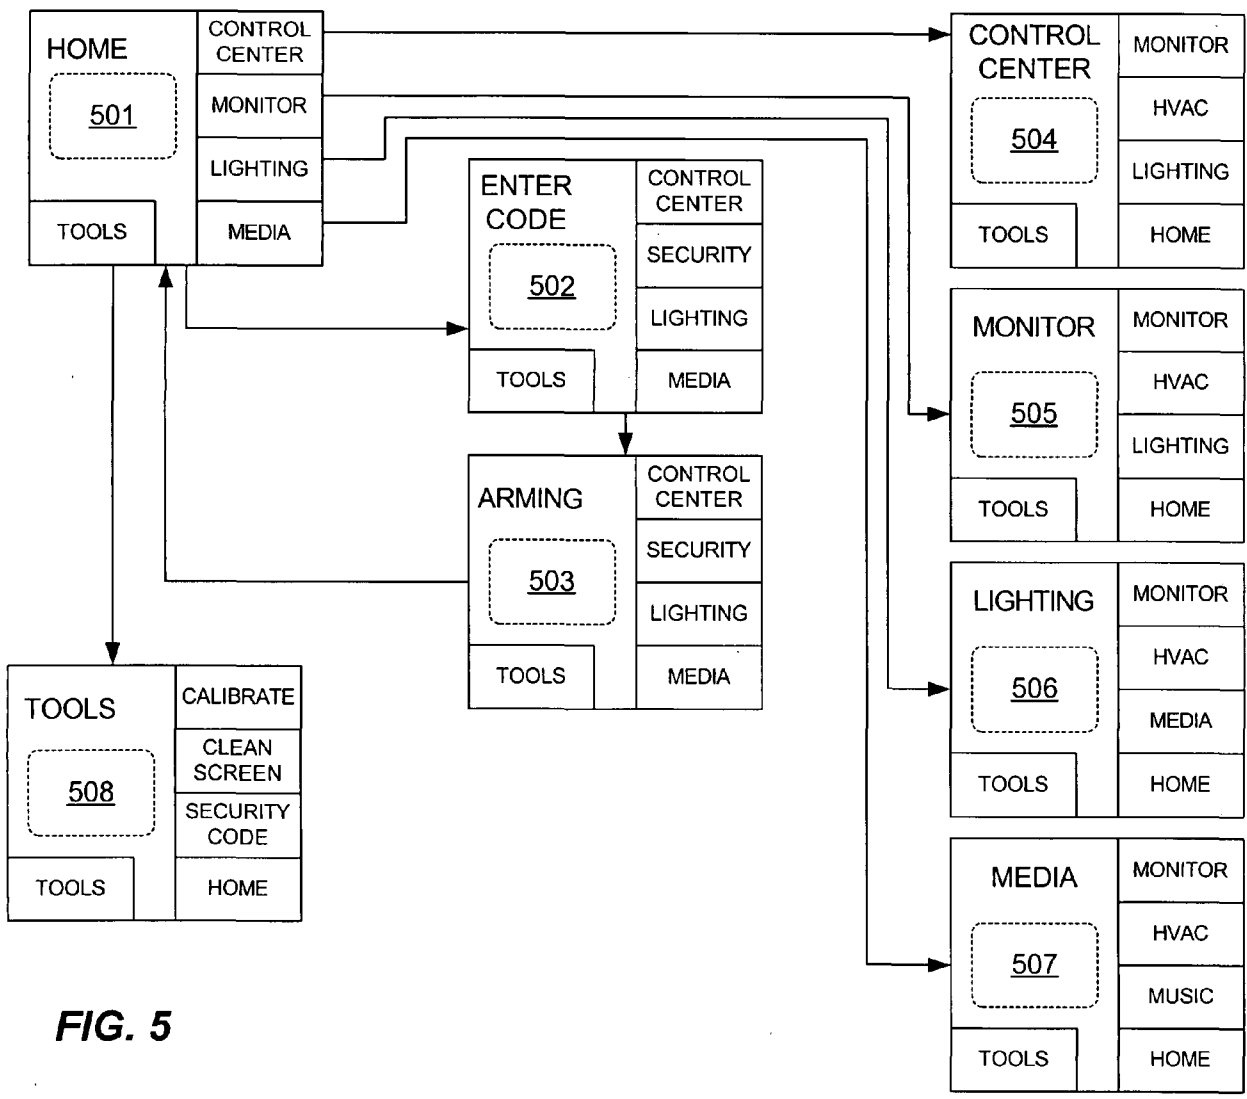 HOME
501
TOOLS
CONTROL
CENTER
MONITOR
LIGHTING
MEDIA
ENTER
CODE
502
TOOLS
CONTROL
CENTER
SECURITY
LIGHTING
MEDIA
ARMING
503
TOOLS
CONTROL
CENTER
SECURITY
LIGHTING
MEDIA
TOOLS
508
TOOLS
CALIBRATE
CLEAN
SCREEN
SECURITY
CODE
HOME
CONTROL
CENTER
504
TOOLS
MONITOR
HVAC
LIGHTING
HOME
MONITOR
505
TOOLS
MONITOR
HVAC
LIGHTING
HOME
LIGHTING
506
TOOLS
MONITOR
HVAC
MEDIA
HOME
MEDIA
507
TOOLS
MONITOR
HVAC
MUSIC
HOME
FIG. 5